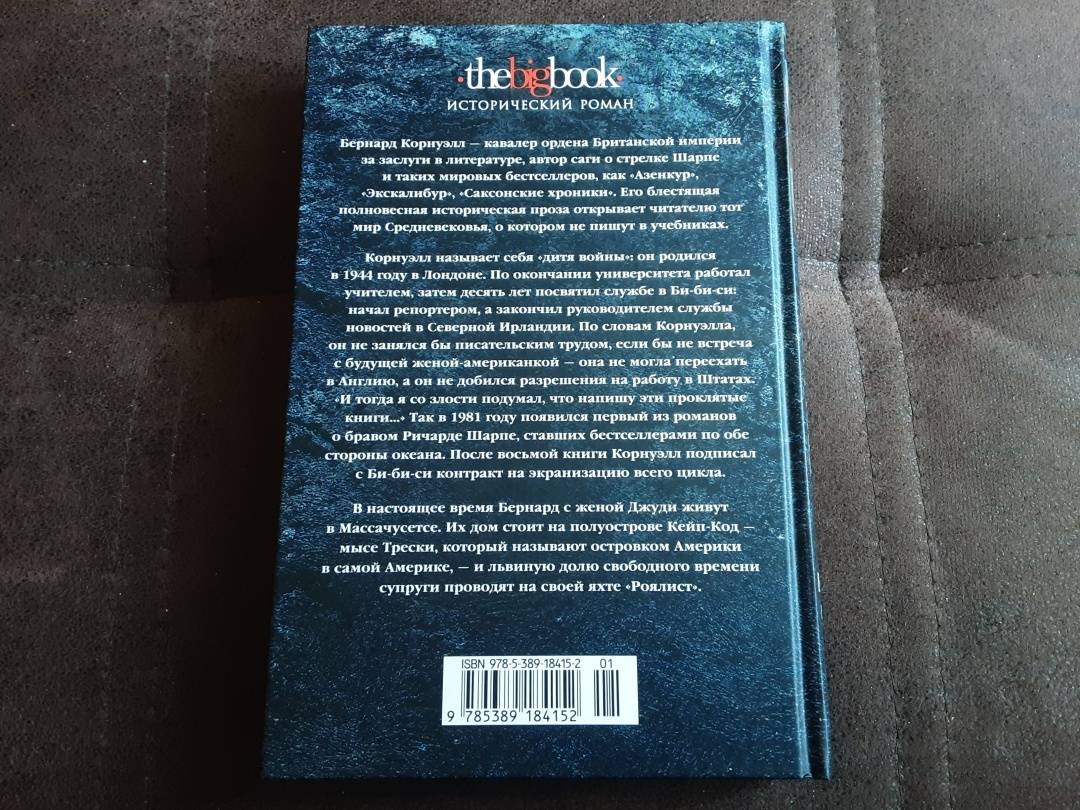 ·thebigbook·
ИСТОРИЧЕСКИЙ РОМАН
Бернард Корнуэлл — кавалер ордена Британской империи
за заслуги в литературе, автор саги о стрелке Шарпе
и таких мировых бестселлеров, как «Азенкур»,
«Экскалибур», «Саксонские хроники». Его блестящая
полновесная историческая проза открывает читателю тот
мир Средневековья, о котором не пишут в учебниках.
Корнуэлл называет себя «дитя войны»: он родился
в 1944 году в Лондоне. По окончании университета работал
учителем, затем десять лет посвятил службе в Би-би-си:
начал репортером, а закончил руководителем службы
новостей в Северной Ирландии. По словам Корнуэлла,
он не занялся бы писательским трудом, если бы не встреча
с будущей женой-американкой — она не могла переехать
в Англию, а он не добился разрешения на работу в Штатах.
«И тогда я со злости подумал, что напишу эти проклятые
книги...» Так в 1981 году появился первый из романов
о бравом Ричарде Шарпе, ставших бестселлерами по обе
стороны океана. После восьмой книги Корнуэлл подписал
с Би-би-си контракт на экранизацию всего цикла.
В настоящее время Бернард с женой Джуди живут
в Массачусетсе. Их дом стоит на полуострове Кейп-Код —
мысе Трески, который называют островком Америки
в самой Америке, — и львиную долю свободного времени
супруги проводят на своей яхте «Роялист».
ISBN 978-5-389-18415-2 01
9 785389 184152